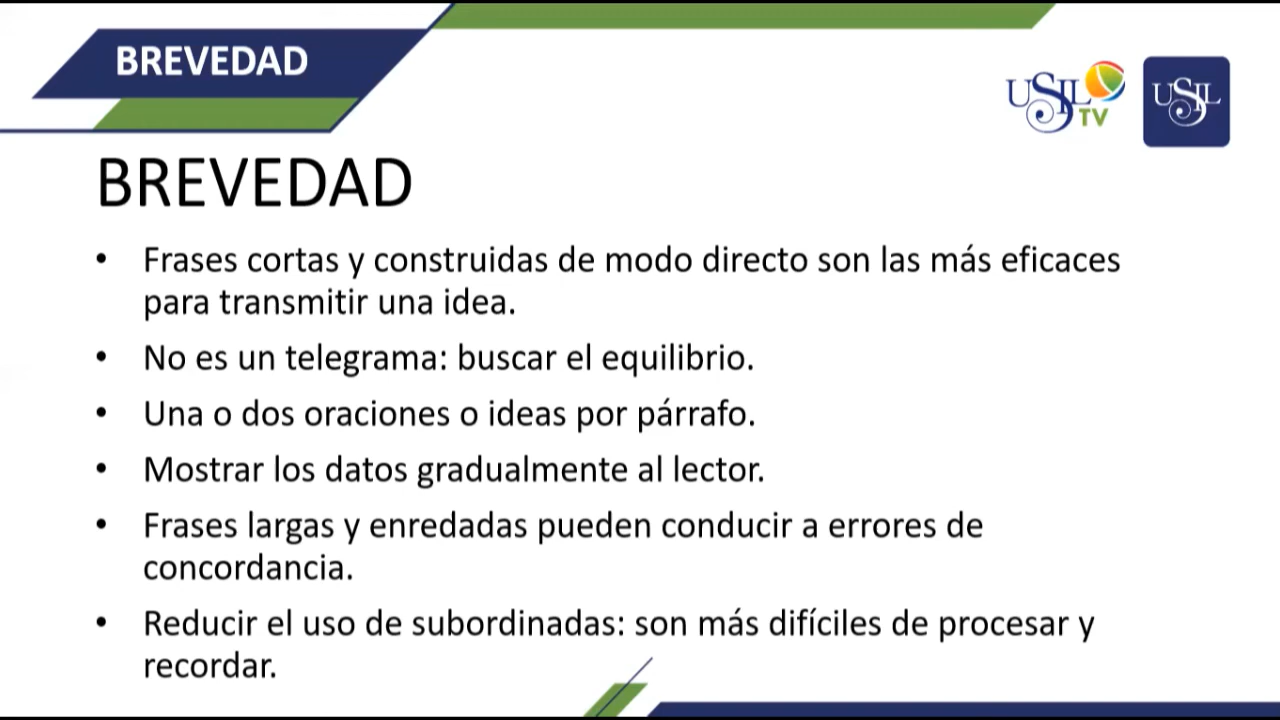 BREVEDAD
USIL
TV
USIL
BREVEDAD
• Frases cortas y construidas de modo directo son las más eficaces
para transmitir una idea.
• No es un telegrama: buscar el equilibrio.
• Una o dos oraciones o ideas por párrafo.
• Mostrar los datos gradualmente al lector.
• Frases largas y enredadas pueden conducir a errores de
concordancia.
• Reducir el uso de subordinadas: son más difíciles de procesar y
recordar.